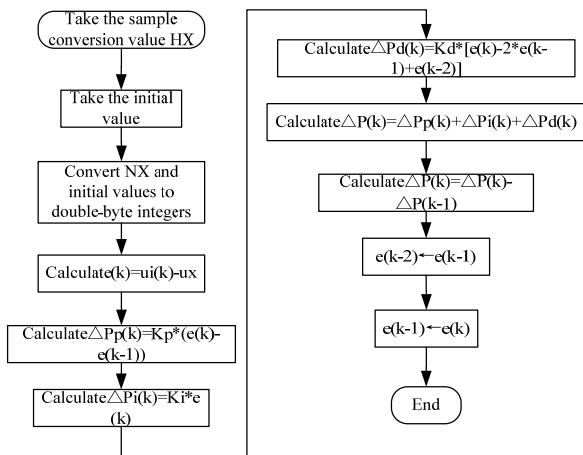 Take the sample
conversion value HX
Take the initial
value
Convert NX and
initial values to
double-byte integers
Calculate(k)=ui(k)-ux
Calculate△Pp(k)=Kp*(e(k)-
e(k-1))
Calculate△Pi(k)=Ki*e
(k)
Calculate△Pd(k)=Kd*[e(k)-2*e(k-
1)+e(k-2)]
Calculate△P(k)=△Pp(k)+△Pi(k)+△Pd(k)
Calculate△P(k)=△P(k)-
△P(k-1)
e(k-2)←e(k-1)
e(k-1)←e(k)
End